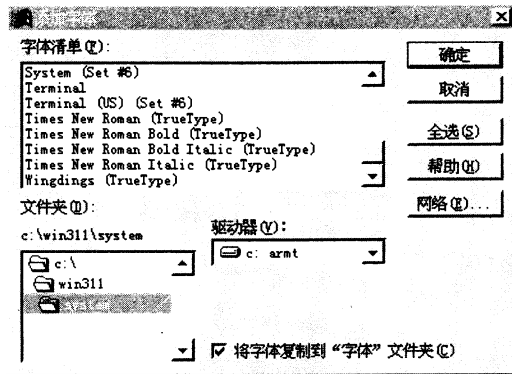 字体清单(F):
System (Set #6)
Terminal
Terminal (US) (Set #6)
Times New Roman (TrueType)
Times New Roman Bold (TrueType)
Times New Roman Bold Italic (TrueType)
Times New Roman Italic (TrueType)
Wingdings (TrueType)
确定
取消
全选(S)
帮助(H)
网络(E)...
文件夹(D):
c:\win311\system
c:\
win311
驱动器(V):
c: armt
将字体复制到“字体”文件夹(C)